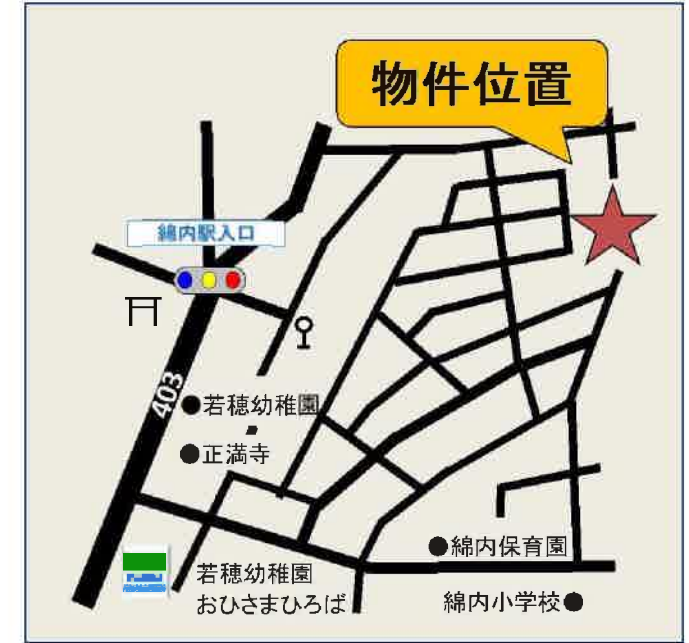 物件位置
綿内駅入口
403
●若穂幼稚園
●正満寺
若穂幼稚園
おひさまひろば
●綿内保育園
綿内小学校●